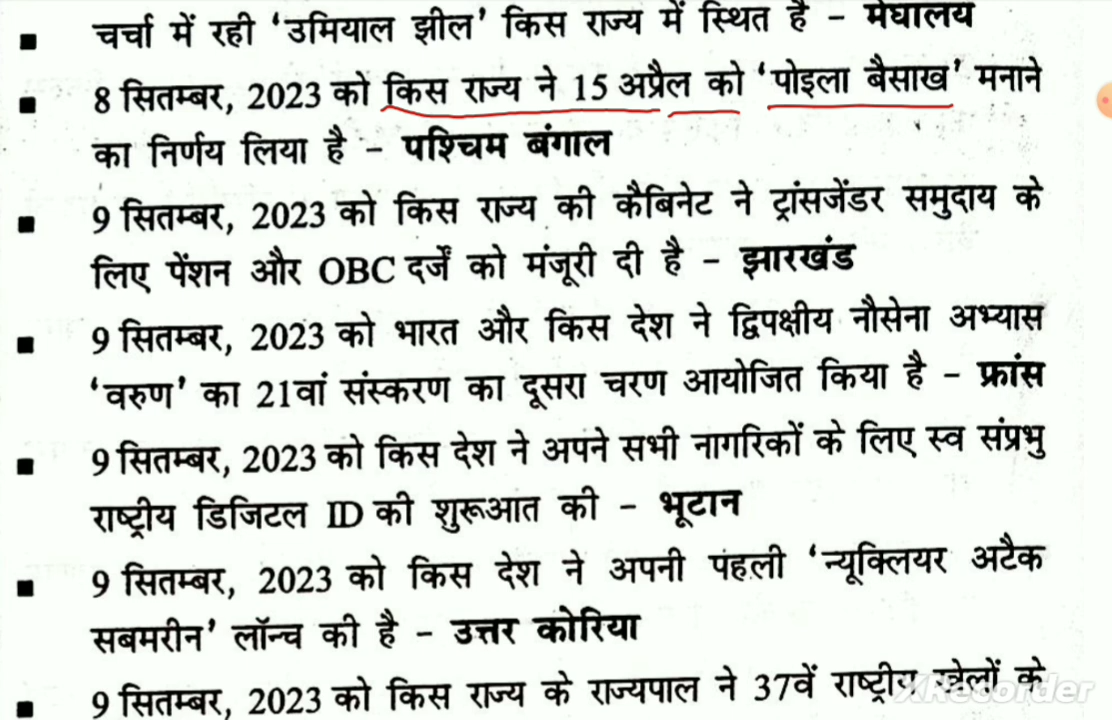 ■ चर्चा में रही ‘उमियाल झील’ किस राज्य में स्थित है – मेघालय
■ 8 सितम्बर, 2023 को किस राज्य ने 15 अप्रैल को ‘पोइला बैसाख’ मनाने
का निर्णय लिया है – पश्चिम बंगाल
■ 9 सितम्बर, 2023 को किस राज्य की कैबिनेट ने ट्रांसजेंडर समुदाय के
लिए पेंशन और OBC दर्जे को मंजूरी दी है – झारखंड
■ 9 सितम्बर, 2023 को भारत और किस देश ने द्विपक्षीय नौसेना अभ्यास
‘वरुण’ का 21वां संस्करण का दूसरा चरण आयोजित किया है – फ्रांस
■ 9 सितम्बर, 2023 को किस देश ने अपने सभी नागरिकों के लिए स्व संप्रभु
राष्ट्रीय डिजिटल ID की शुरूआत की – भूटान
■ 9 सितम्बर, 2023 को किस देश ने अपनी पहली ‘न्यूक्लियर अटैक
सबमरीन’ लॉन्च की है – उत्तर कोरिया
■ 9 सितम्बर, 2023 को किस राज्य के राज्यपाल ने 37वें राष्ट्रीय खेलों के
XRecorder